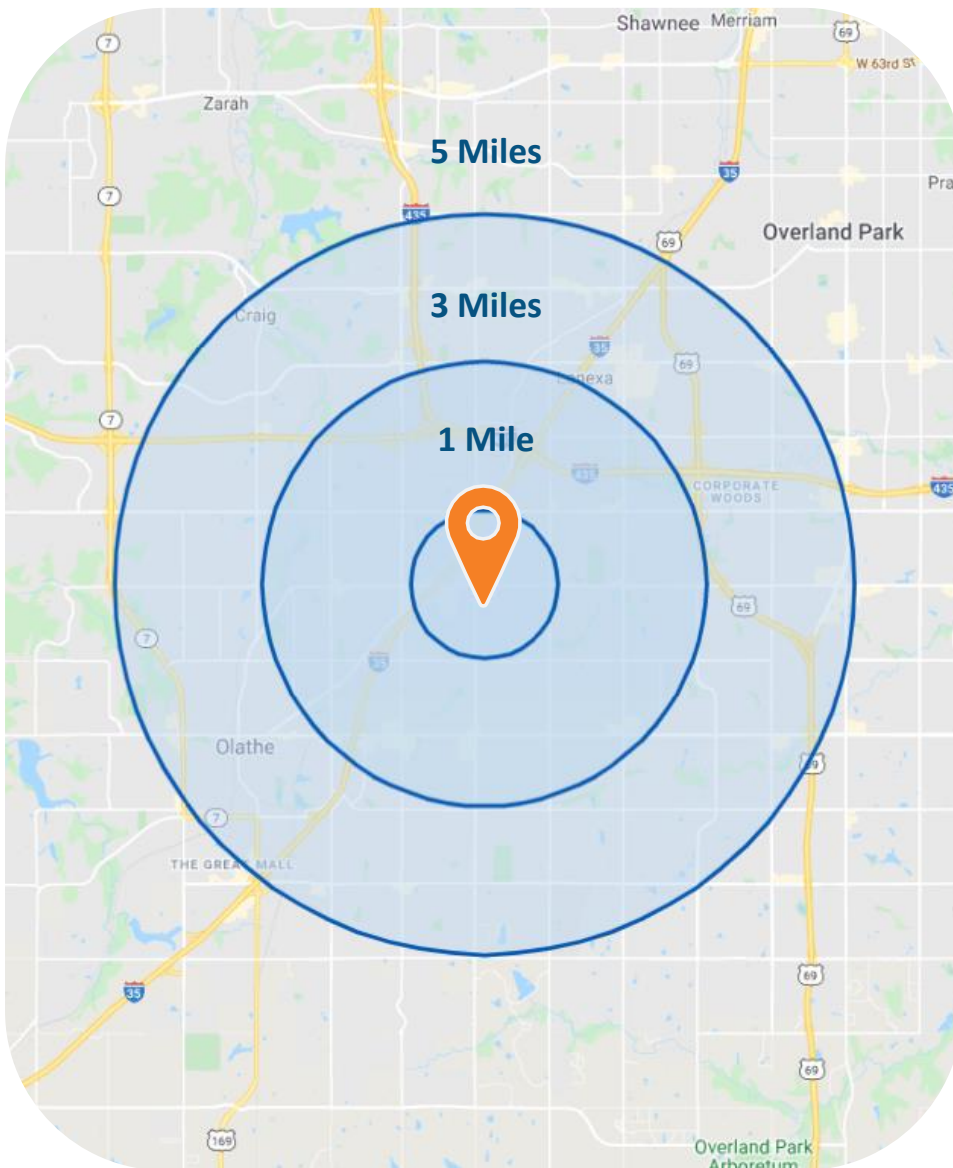 Shawnee Merriam
7
69
W 63rd St
Zarah
5 Miles
35
7
Pra
435
Overland Park
69
3 Miles
Craig
35
Lenexa
69
7
1 Mile
435
CORPORATE
WOODS
435
69
7
35
Olathe
69
7
THE GREAT MALL
35
69
69
169
Overland Park
Arboretum